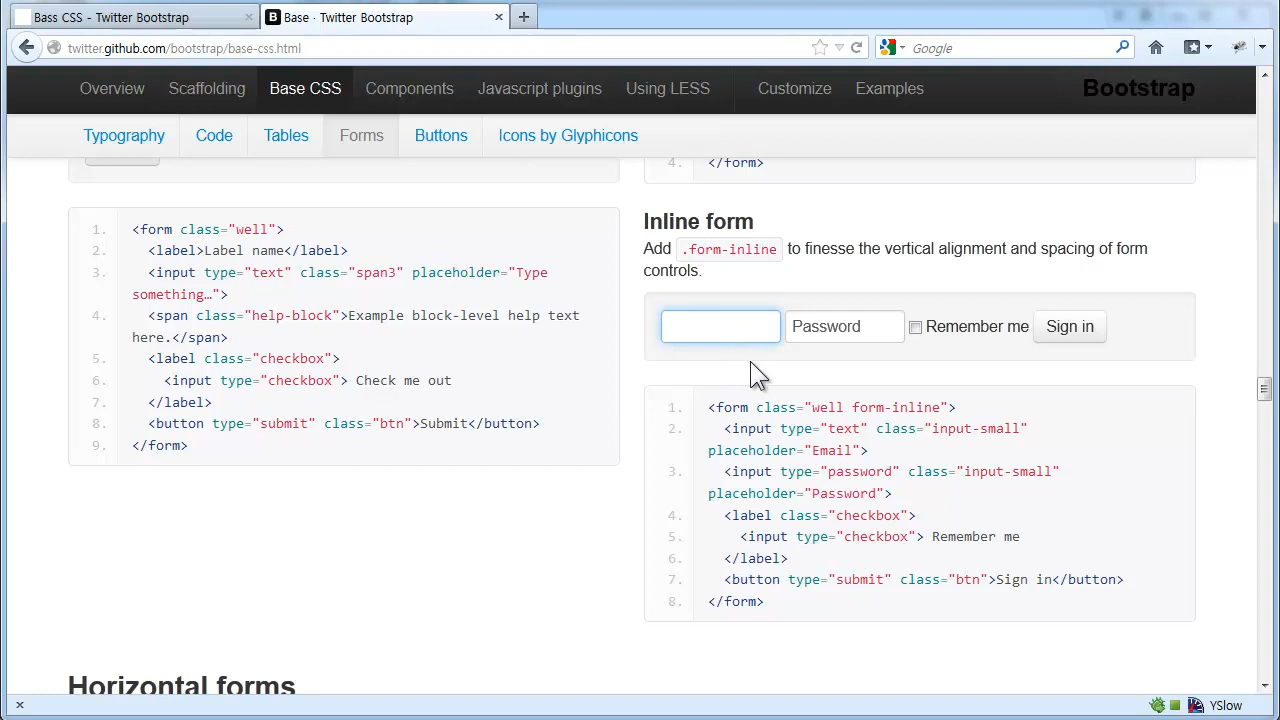 Bass CSS - Twitter Bootstrap
Base · Twitter Bootstrap
twitter.github.com/bootstrap/base-css.html
Google
Overview Scaffolding Base CSS Components Javascript plugins Using LESS Customize Examples Bootstrap
Typography Code Tables Forms Buttons Icons by Glyphicons
1. <form class="well">
2. <label>Label name</label>
3. <input type="text" class="span3" placeholder="Type
something…">
4. <span class="help-block">Example block-level help text
here.</span>
5. <label class="checkbox">
6. <input type="checkbox"> Check me out
7. </label>
8. <button type="submit" class="btn">Submit</button>
9. </form>
4. </form>
Inline form
Add .form-inline to finesse the vertical alignment and spacing of form
controls.
Password Remember me Sign in
1. <form class="well form-inline">
2. <input type="text" class="input-small"
placeholder="Email">
3. <input type="password" class="input-small"
placeholder="Password">
4. <label class="checkbox">
5. <input type="checkbox"> Remember me
6. </label>
7. <button type="submit" class="btn">Sign in</button>
8. </form>
Horizontal forms
YSlow